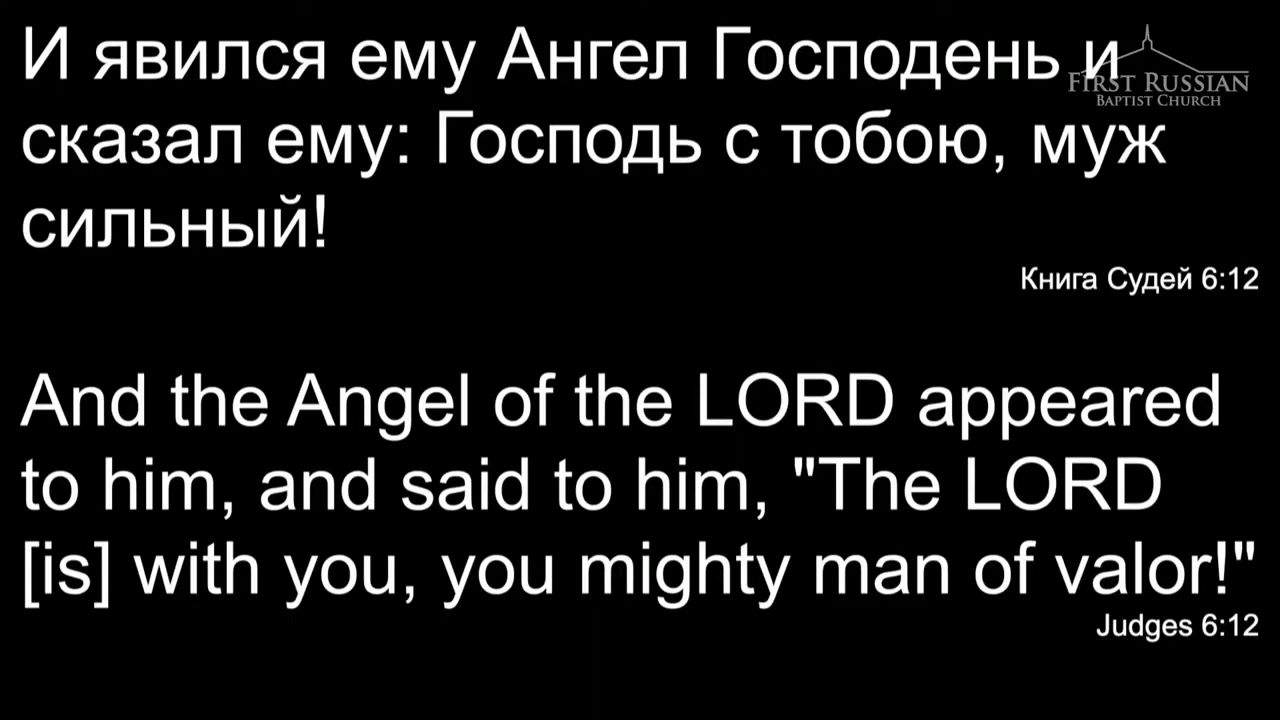 И явился ему Ангел Господень и
FIRST RUSSIAN
BAPTIST CHURCH
сказал ему: Господь с тобою, муж
сильный!
Книга Судей 6:12
And the Angel of the LORD appeared
to him, and said to him, "The LORD
[is] with you, you mighty man of valor!"
Judges 6:12